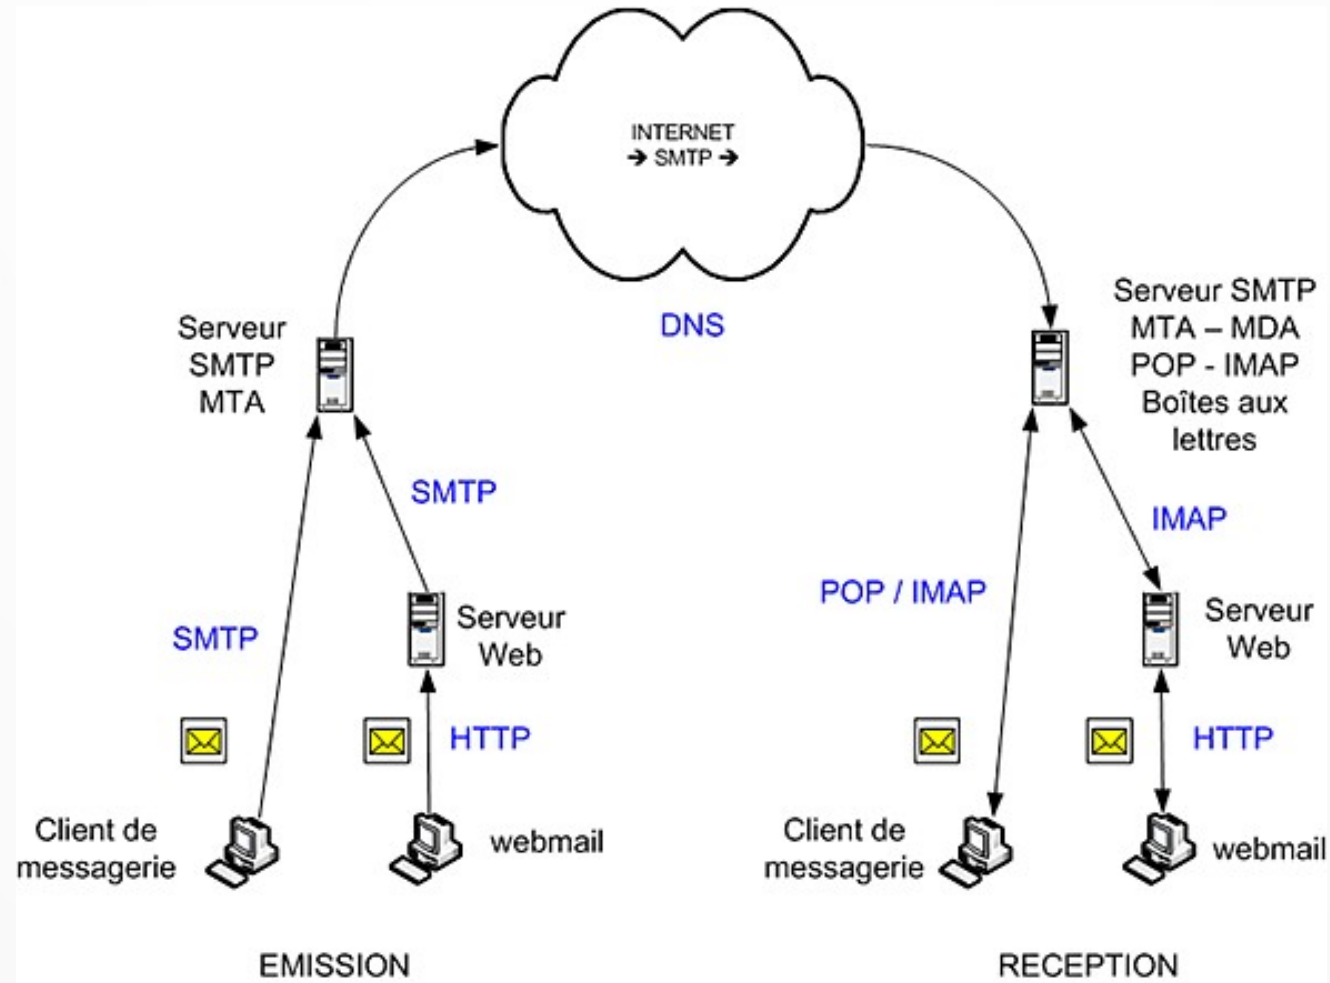 INTERNET
➔ SMTP ➔
DNS
Serveur
SMTP
MTA
Serveur SMTP
MTA – MDA
POP - IMAP
Boîtes aux
lettres
SMTP
IMAP
POP / IMAP
SMTP
Serveur
Web
Serveur
Web
HTTP
HTTP
Client de
messagerie
webmail
Client de
messagerie
webmail
EMISSION
RECEPTION